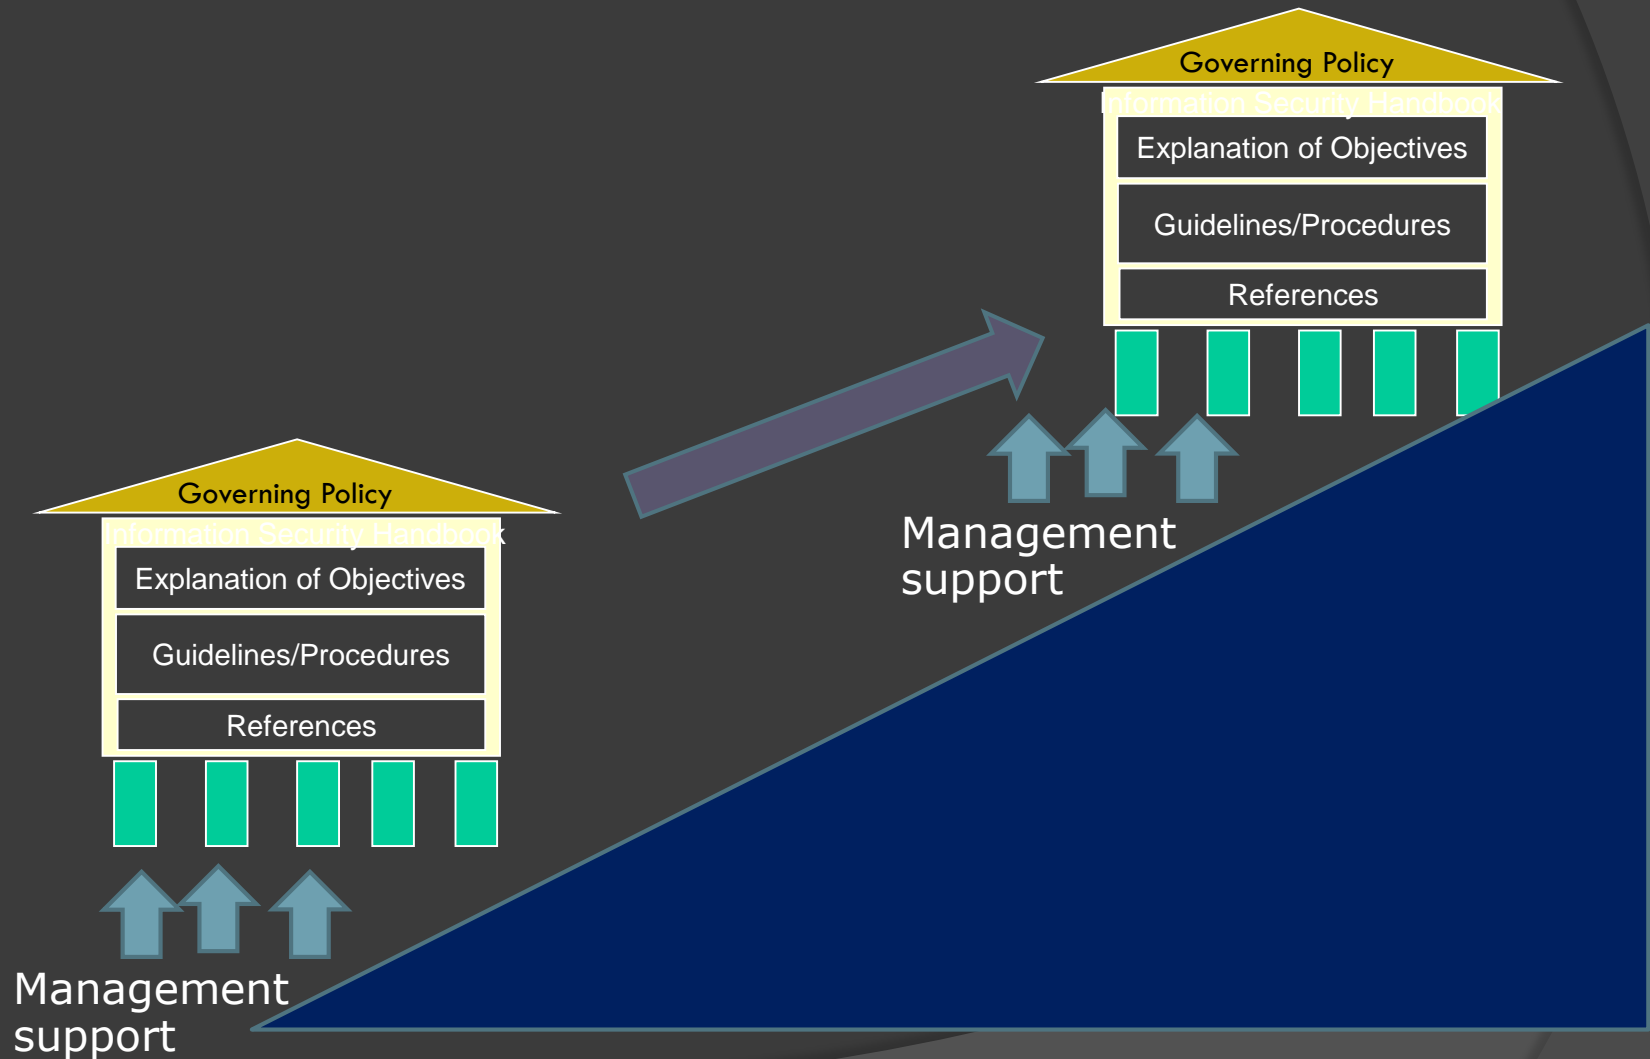 Governing Policy
Information Security Handbook
Explanation of Objectives
Guidelines/Procedures
References
Management
support
Governing Policy
Information Security Handbook
Explanation of Objectives
Guidelines/Procedures
References
Management
support